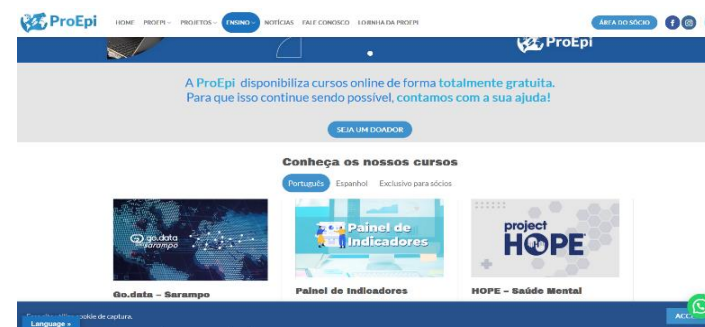 ProEpi
HOME PROEPI PROJETOS ENSINO NOTÍCIAS FALE CONOSCO LOJINHA DA PROEPI
ÁREA DO SÓCIO
ProEpi
A ProEpi disponibiliza cursos online de forma totalmente gratuita.
Para que isso continue sendo possível, contamos com a sua ajuda!
SEJA UM DOADOR
Conheça os nossos cursos
Português Espanhol Exclusivo para sócios
go.data
sarampo
Painel de
Indicadores
project
HOPE
Go.data – Sarampo
Painel de Indicadores
HOPE – Saúde Mental
cookie de captura.
Language »